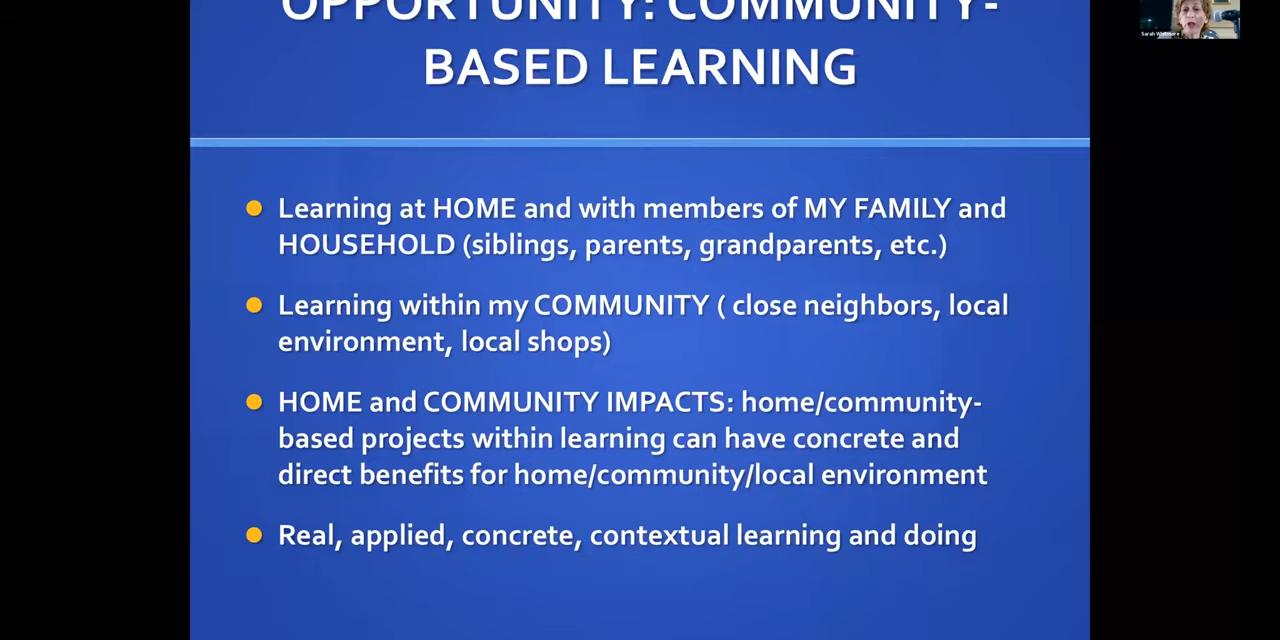 OPPORTUNITY: COMMUNITY-
BASED LEARNING
Learning at HOME and with members of MY FAMILY and
HOUSEHOLD (siblings, parents, grandparents, etc.)
Learning within my COMMUNITY ( close neighbors, local
environment, local shops)
HOME and COMMUNITY IMPACTS: home/community-
based projects within learning can have concrete and
direct benefits for home/community/local environment
Real, applied, concrete, contextual learning and doing